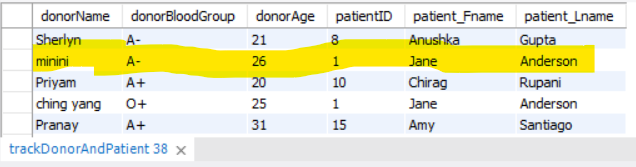 donorName donorBloodGroup donorAge patientID patient_Fname patient_Lname
Sherlyn A- 21 8 Anushka Gupta
minini A- 26 1 Jane Anderson
Priyam A+ 20 10 Chirag Rupani
ching yang O+ 25 1 Jane Anderson
Pranay A+ 31 15 Amy Santiago
trackDonorAndPatient 38 ×